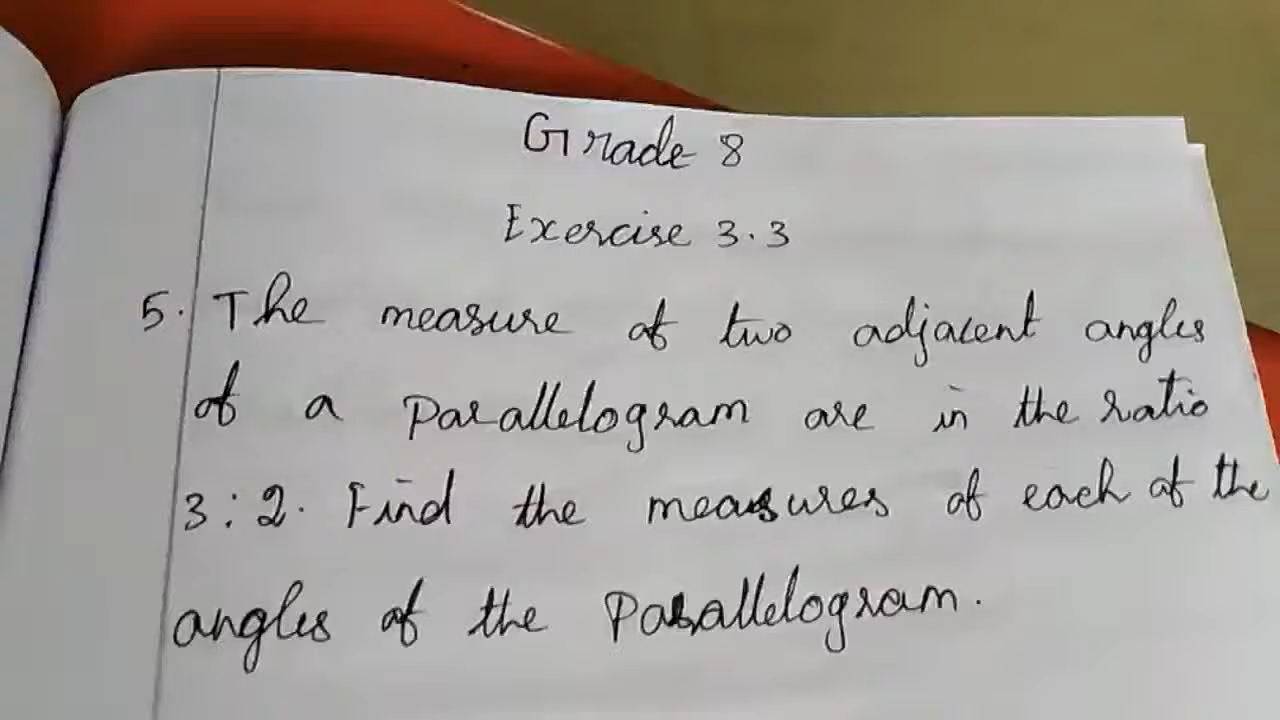 Grade 8
Exercise 3.3
5. The measure of two adjacent angles
of a parallelogram are in the ratio
3:2. Find the measures of each of the
angles of the Parallelogram.